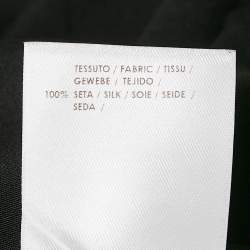 TESSUTO / FABRIC / TISSU /
GEWEBE / TEJIDO /
100% SETA / SILK / SOIE / SEIDE /
SEDA /